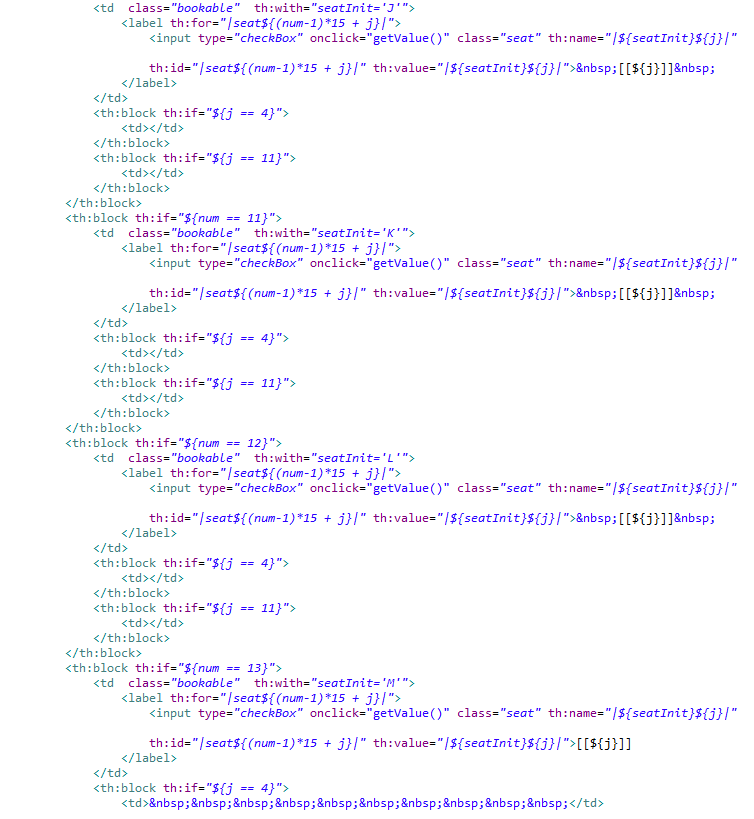 <td  class="bookable"  th:with="seatInit='J'">
<label th:for="|seat${(num-1)*15 + j}|">
<input type="checkBox" onclick="getValue()" class="seat" th:name="|${seatInit}${j}|"
th:id="|seat${(num-1)*15 + j}|" th:value="|${seatInit}${j}|">&nbsp;[[${j}]]&nbsp;
</label>
</td>
<th:block th:if="${j == 4}">
<td></td>
</th:block>
<th:block th:if="${j == 11}">
<td></td>
</th:block>
</th:block>
<th:block th:if="${num == 11}">
<td  class="bookable"  th:with="seatInit='K'">
<label th:for="|seat${(num-1)*15 + j}|">
<input type="checkBox" onclick="getValue()" class="seat" th:name="|${seatInit}${j}|"
th:id="|seat${(num-1)*15 + j}|" th:value="|${seatInit}${j}|">&nbsp;[[${j}]]&nbsp;
</label>
</td>
<th:block th:if="${j == 4}">
<td></td>
</th:block>
<th:block th:if="${j == 11}">
<td></td>
</th:block>
</th:block>
<th:block th:if="${num == 12}">
<td  class="bookable"  th:with="seatInit='L'">
<label th:for="|seat${(num-1)*15 + j}|">
<input type="checkBox" onclick="getValue()" class="seat" th:name="|${seatInit}${j}|"
th:id="|seat${(num-1)*15 + j}|" th:value="|${seatInit}${j}|">&nbsp;[[${j}]]&nbsp;
</label>
</td>
<th:block th:if="${j == 4}">
<td></td>
</th:block>
<th:block th:if="${j == 11}">
<td></td>
</th:block>
</th:block>
<th:block th:if="${num == 13}">
<td  class="bookable"  th:with="seatInit='M'">
<label th:for="|seat${(num-1)*15 + j}|">
<input type="checkBox" onclick="getValue()" class="seat" th:name="|${seatInit}${j}|"
th:id="|seat${(num-1)*15 + j}|" th:value="|${seatInit}${j}|">[[${j}]]
</label>
</td>
<th:block th:if="${j == 4}">
<td>&nbsp;&nbsp;&nbsp;&nbsp;&nbsp;&nbsp;&nbsp;&nbsp;&nbsp;&nbsp;</td>